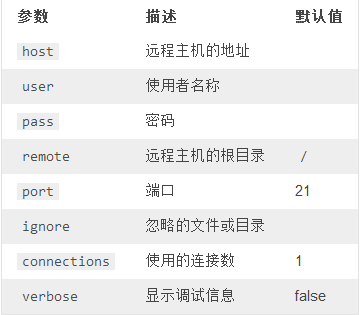 参数 描述 默认值
host 远程主机的地址
user 使用者名称
pass 密码
remote 远程主机的根目录 /
port 端口 21
ignore 忽略的文件或目录
connections 使用的连接数 1
verbose 显示调试信息 false